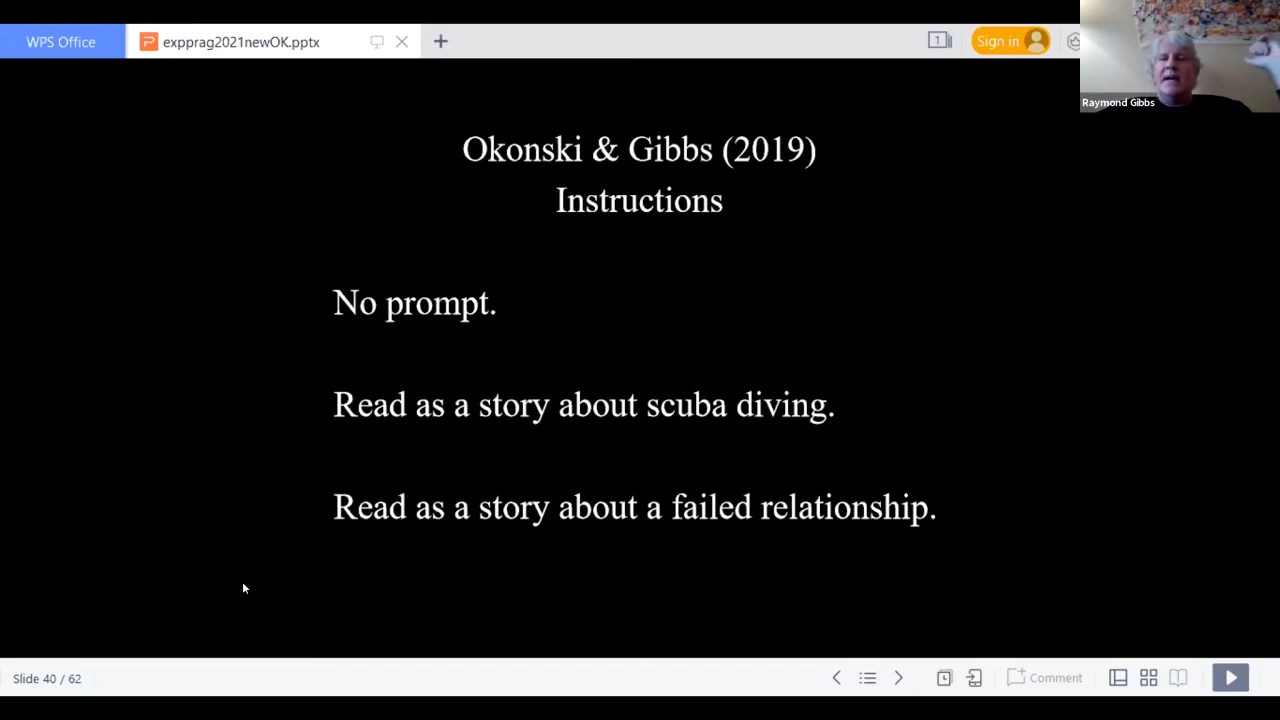 WPS Office
expprag2021newOK.pptx
1
Sign in
Raymond Gibbs
Okonski & Gibbs (2019)
Instructions
No prompt.
Read as a story about scuba diving.
Read as a story about a failed relationship.
Slide 40 / 62
Comment